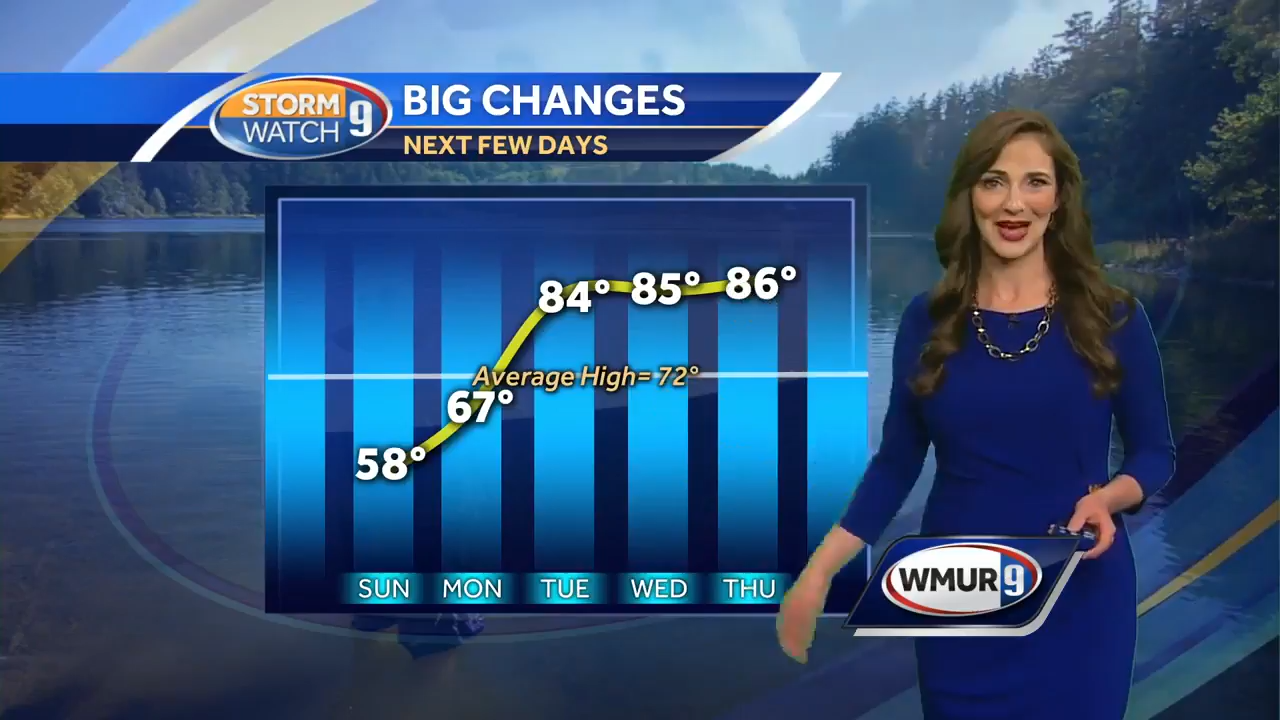 STORM
WATCH 9
BIG CHANGES
NEXT FEW DAYS
84° 85° 86°
Average High= 72°
67°
58°
SUN MON TUE WED THU
WMUR 9